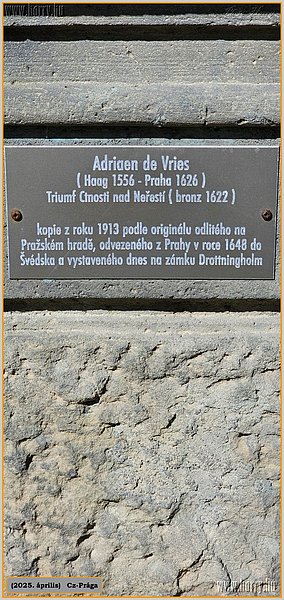 www.harry.hu
Adriaen de Vries
( Haag 1556 - Praha 1626 )
Triumf Ctnosti nad Neřestí ( bronz 1622 )
kopie z roku 1913 podle originálu odlitého na
Pražském hradě, odvezeného z Prahy v roce 1648 do
Švédska a vystaveného dnes na zámku Drottningholm
(2025. április) Cz-Prága
www.harry.hu